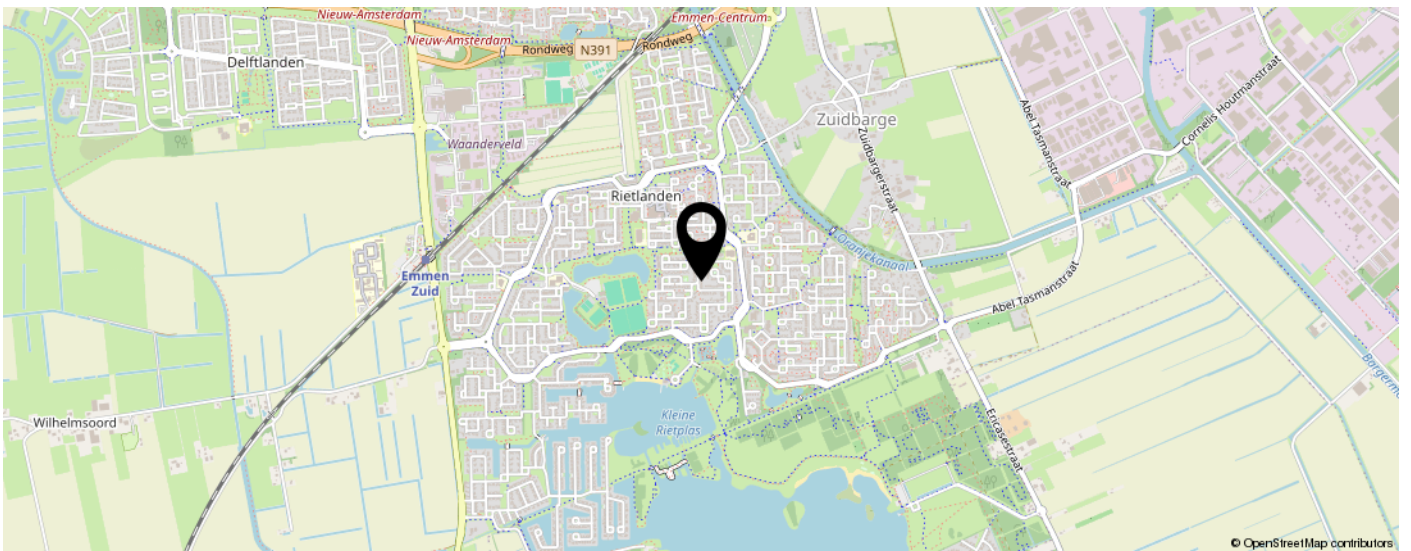 Nieuw-Amsterdam
Emmen-Centrum
Nieuw-Amsterdam
Rondweg
N391
Rondweg
Delftlanden
Waanderveld
Zuidbarge
Zuidbargerstraat
Abel Tasmanstraat
Cornelis Houtmanstraat
Rietlanden
Oranjekanaal
Emmen
Zuid
Abel Tasmanstraat
Wilhelmsoord
Kleine
Rietplas
Ericasestraat
© OpenStreetMap contributors